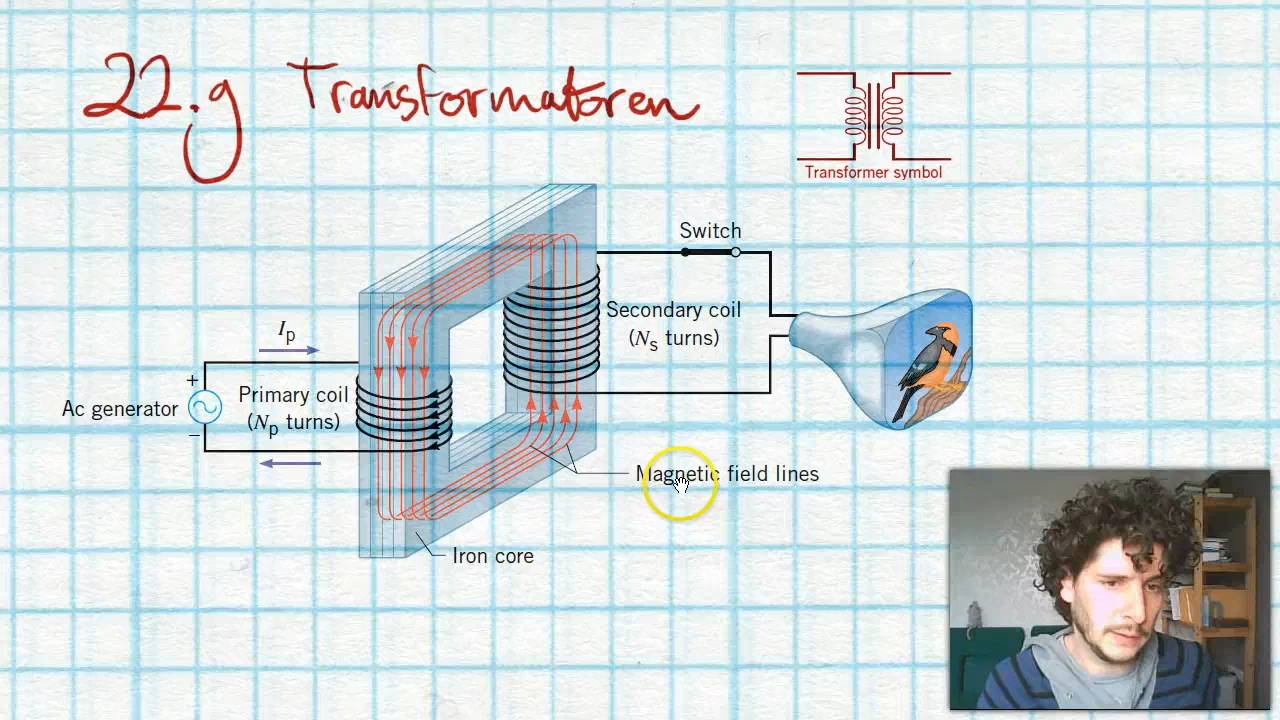 22.g Transformatoren
Transformer symbol
Switch
Secondary coil
(Ns turns)
Ip
+
Primary coil
(Np turns)
Ac generator
−
Magnetic field lines
Iron core